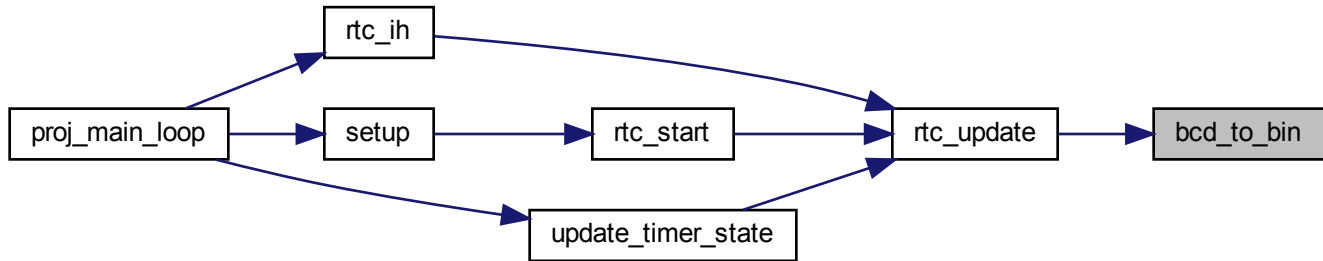 rtc_ih
proj_main_loop
setup
rtc_start
rtc_update
bcd_to_bin
update_timer_state